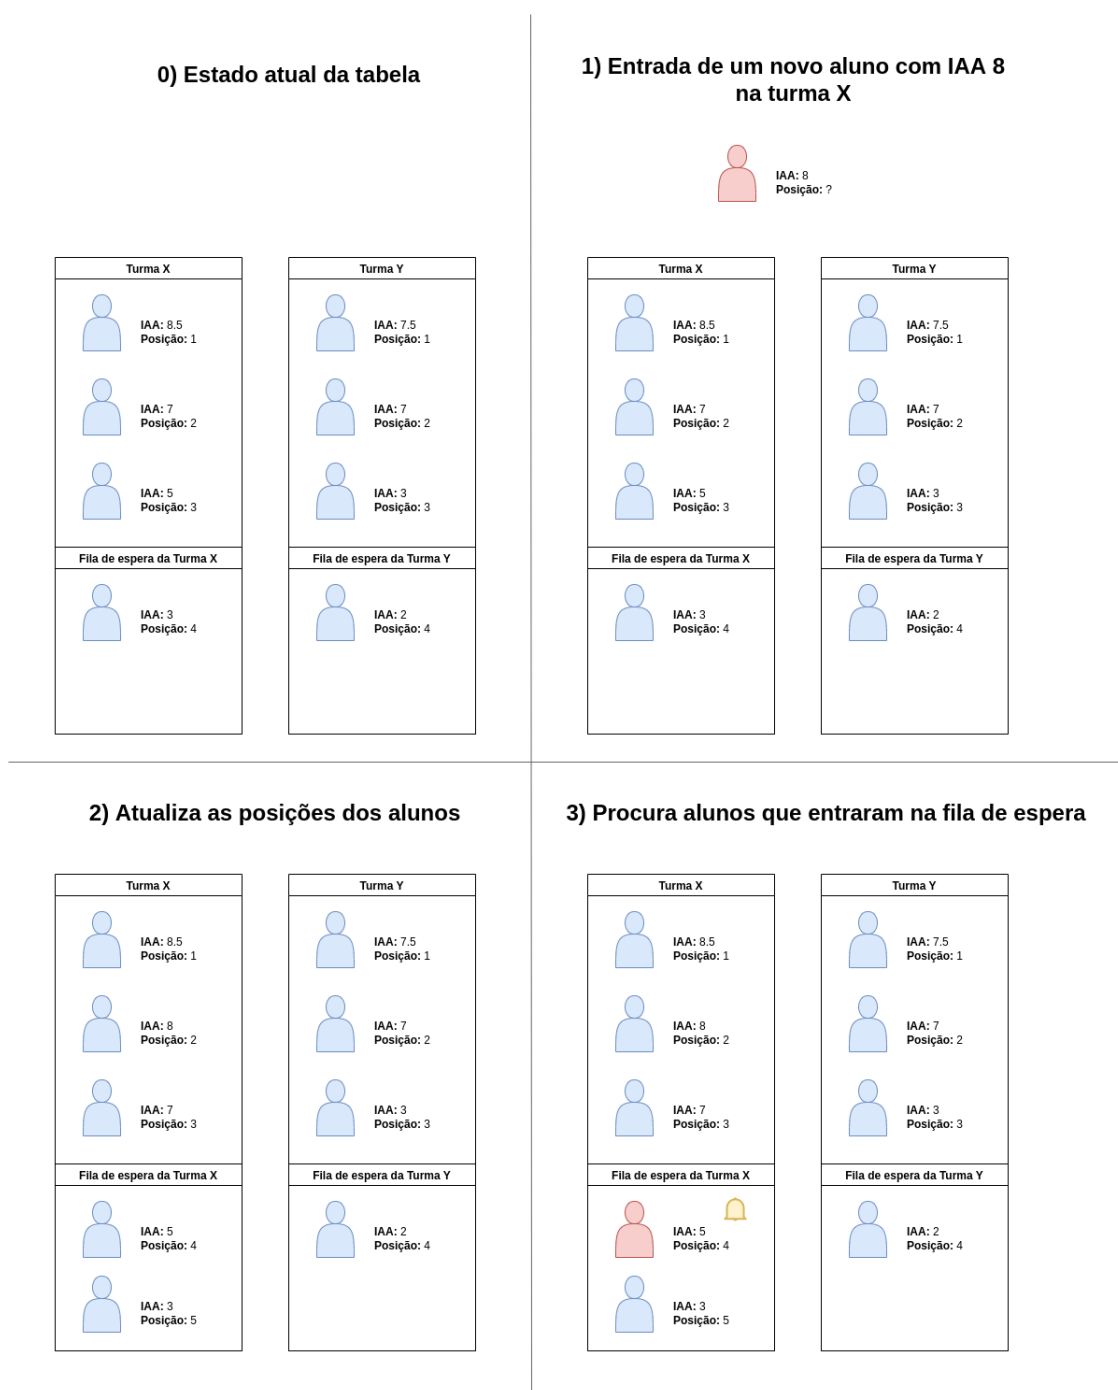 0) Estado atual da tabela
Turma X
IAA: 8.5
Posição: 1
IAA: 7
Posição: 2
IAA: 5
Posição: 3
Fila de espera da Turma X
IAA: 3
Posição: 4
Turma Y
IAA: 7.5
Posição: 1
IAA: 7
Posição: 2
IAA: 3
Posição: 3
Fila de espera da Turma Y
IAA: 2
Posição: 4
1) Entrada de um novo aluno com IAA 8
na turma X
IAA: 8
Posição: ?
Turma X
IAA: 8.5
Posição: 1
IAA: 7
Posição: 2
IAA: 5
Posição: 3
Fila de espera da Turma X
IAA: 3
Posição: 4
Turma Y
IAA: 7.5
Posição: 1
IAA: 7
Posição: 2
IAA: 3
Posição: 3
Fila de espera da Turma Y
IAA: 2
Posição: 4
2) Atualiza as posições dos alunos
Turma X
IAA: 8.5
Posição: 1
IAA: 8
Posição: 2
IAA: 7
Posição: 3
Fila de espera da Turma X
IAA: 5
Posição: 4
IAA: 3
Posição: 5
Turma Y
IAA: 7.5
Posição: 1
IAA: 7
Posição: 2
IAA: 3
Posição: 3
Fila de espera da Turma Y
IAA: 2
Posição: 4
3) Procura alunos que entraram na fila de espera
Turma X
IAA: 8.5
Posição: 1
IAA: 8
Posição: 2
IAA: 7
Posição: 3
Fila de espera da Turma X
IAA: 5
Posição: 4
IAA: 3
Posição: 5
Turma Y
IAA: 7.5
Posição: 1
IAA: 7
Posição: 2
IAA: 3
Posição: 3
Fila de espera da Turma Y
IAA: 2
Posição: 4